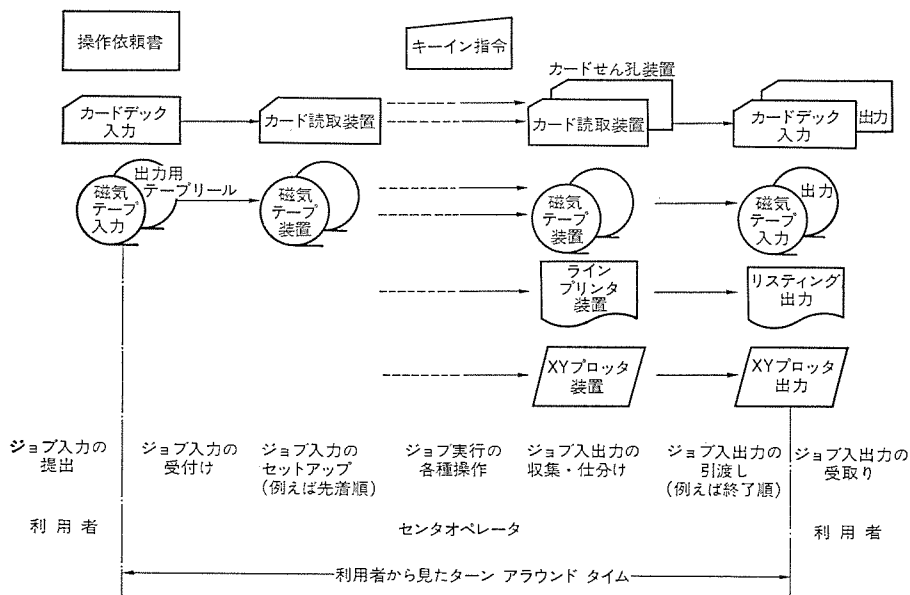 操作依頼書
キーイン指令
カードせん孔装置
カードデック
入力
カード読取装置
カード読取装置
カードデック
入力
出力
出力用
テープリール
磁気
テープ入力
磁気
テープ
装置
磁気
テープ
装置
出力
磁気
テープ
入力
ライン
プリンタ
装置
リスティング
出力
XYプロッタ
装置
XYプロッタ
出力
ジョブ入力の
提出
ジョブ入力の
受付け
ジョブ入力の
セットアップ
(例えば先着順)
ジョブ実行の
各種操作
ジョブ入出力の
収集・仕分け
ジョブ入出力の
引渡し
(例えば終了順)
ジョブ入出力の
受取り
利用者
センタオペレータ
利用者
利用者から見たターン アラウンド タイム